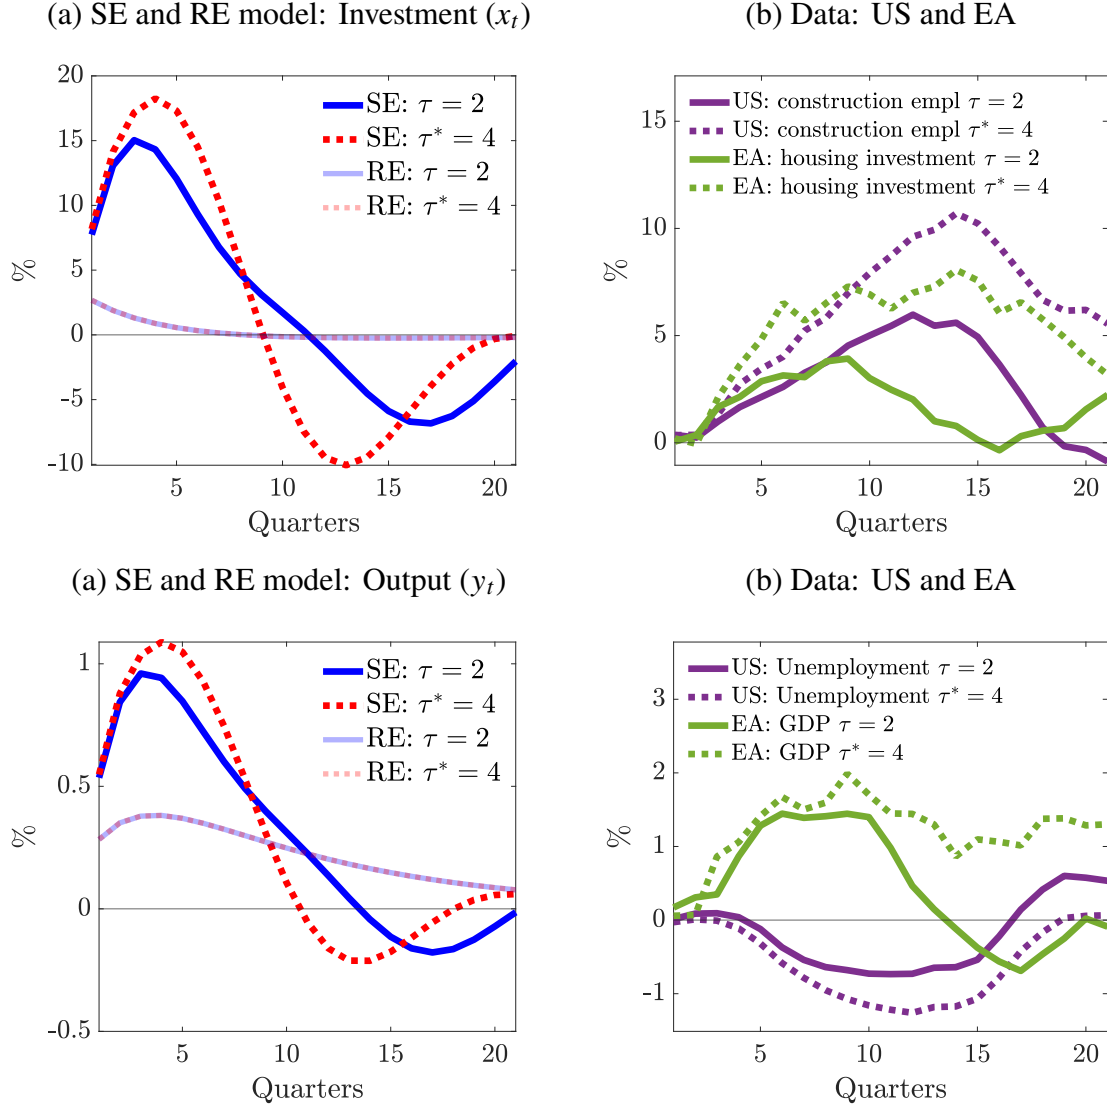 (a) SE and RE model: Investment (x_t)
20
15
10
5
0
-5
-10
%
5
10
15
20
Quarters
SE: τ = 2
SE: τ* = 4
RE: τ = 2
RE: τ* = 4
(b) Data: US and EA
15
10
5
0
%
5
10
15
20
Quarters
US: construction empl τ = 2
US: construction empl τ* = 4
EA: housing investment τ = 2
EA: housing investment τ* = 4
(a) SE and RE model: Output (y_t)
1
0.5
0
-0.5
%
5
10
15
20
Quarters
SE: τ = 2
SE: τ* = 4
RE: τ = 2
RE: τ* = 4
(b) Data: US and EA
3
2
1
0
-1
%
5
10
15
20
Quarters
US: Unemployment τ = 2
US: Unemployment τ* = 4
EA: GDP τ = 2
EA: GDP τ* = 4